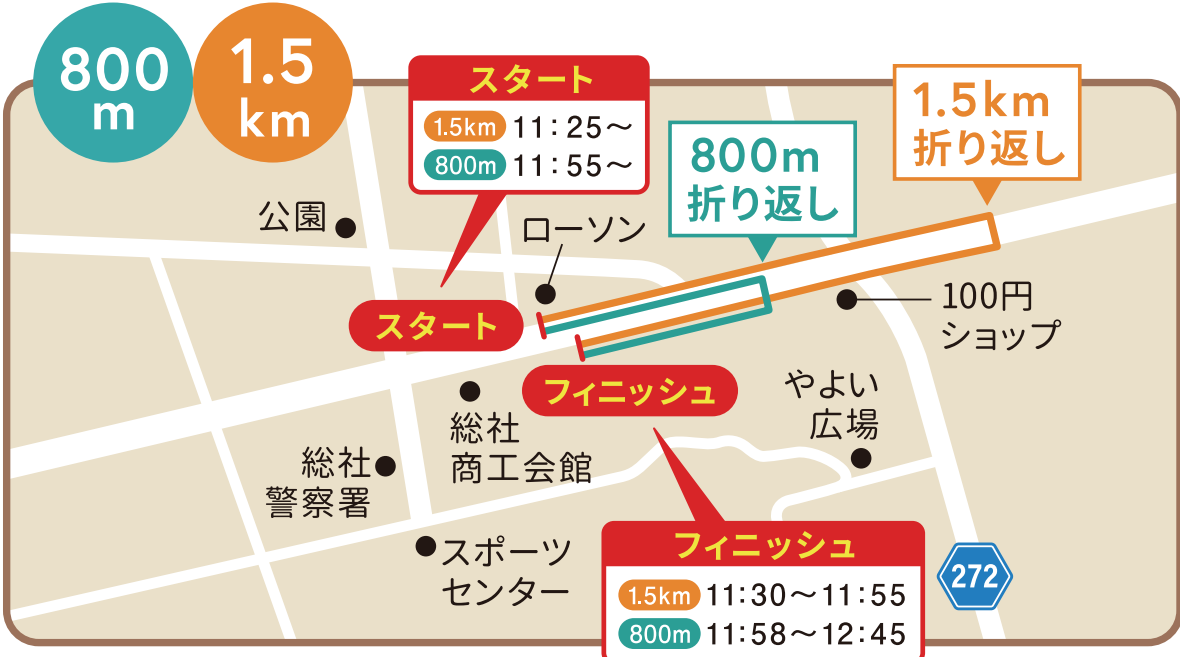 800
m
1.5
km
スタート
1.5km 11：25〜
800m 11：55〜
1.5km
折り返し
800m
折り返し
公園
ローソン
スタート
100円
ショップ
フィニッシュ
やよい
広場
総社
商工会館
総社
警察署
スポーツ
センター
フィニッシュ
1.5km 11：30〜11：55
800m 11：58〜12：45
272